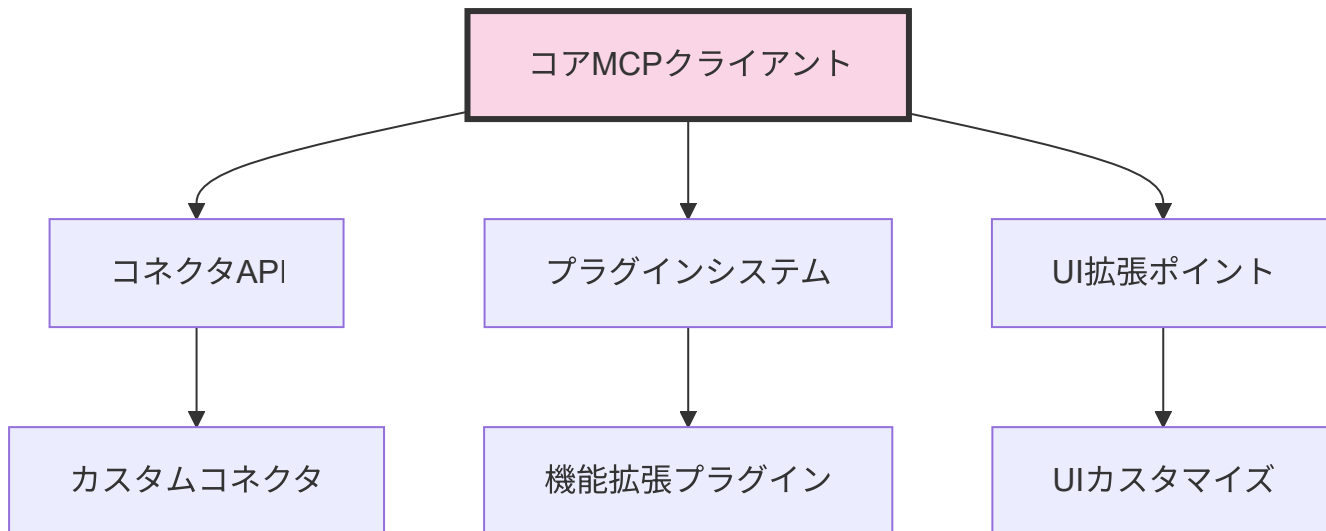 コアMCPクライアント
コネクタAPI
プラグインシステム
UI拡張ポイント
カスタムコネクタ
機能拡張プラグイン
UIカスタマイズ